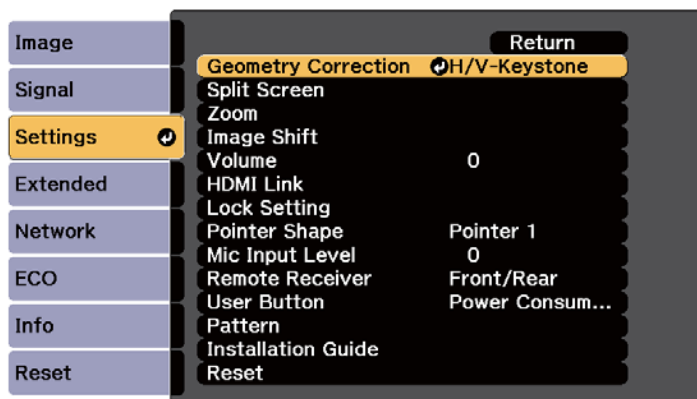 Image
Signal
Settings
Extended
Network
ECO
Info
Reset
Return
Geometry Correction H/V-Keystone
Split Screen
Zoom
Image Shift
Volume 0
HDMI Link
Lock Setting
Pointer Shape Pointer 1
Mic Input Level 0
Remote Receiver Front/Rear
User Button Power Consum...
Pattern
Installation Guide
Reset